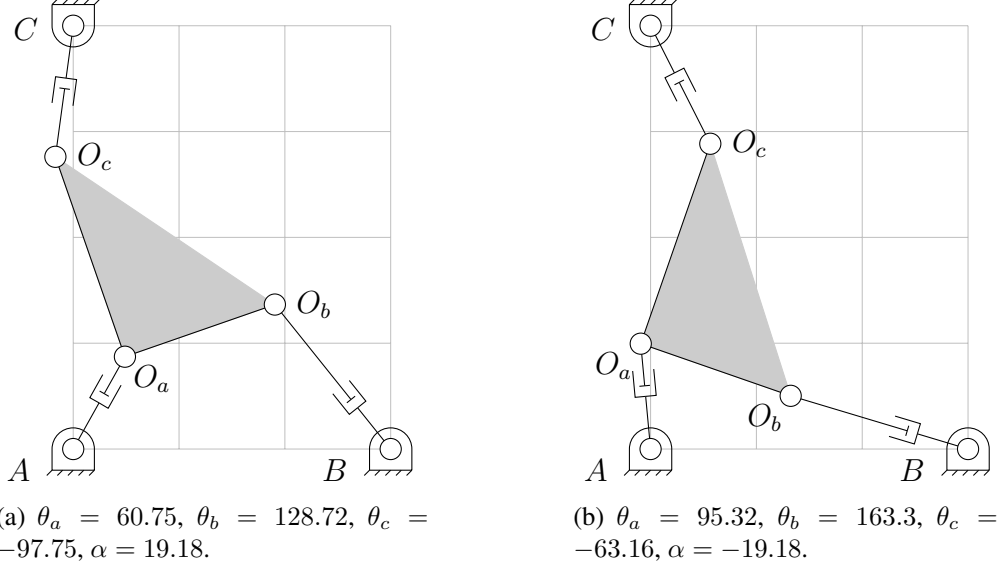 C
C
O_c
O_c
O_b
O_a
O_a
O_b
A
B
A
B
(a) θ_a = 60.75, θ_b = 128.72, θ_c =
−97.75, α = 19.18.
(b) θ_a = 95.32, θ_b = 163.3, θ_c =
−63.16, α = −19.18.